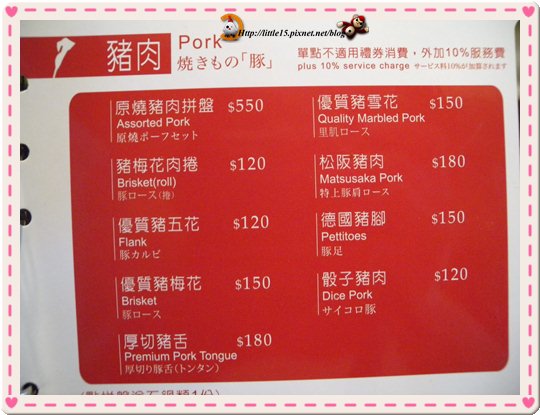 Http://little15.pixnet.net/blog
豬肉 Pork
焼きもの「豚」
單點不適用禮券消費，外加10%服務費
plus 10% service charge サービス料10%が加算されます
原燒豬肉拼盤 $550
Assorted Pork
原燒ポーフセット
豬梅花肉捲 $120
Brisket(roll)
豚ロース(捲)
優質豬五花 $120
Flank
豚カルビ
優質豬梅花 $150
Brisket
豚ロース
厚切豬舌 $180
Premium Pork Tongue
厚切り豚舌(トンタン)
優質豬雪花 $150
Quality Marbled Pork
里肌ロース
松阪豬肉 $180
Matsusaka Pork
特上豚肩ロース
德國豬腳 $150
Pettitoes
豚足
骰子豬肉 $120
Dice Pork
サイコロ豚